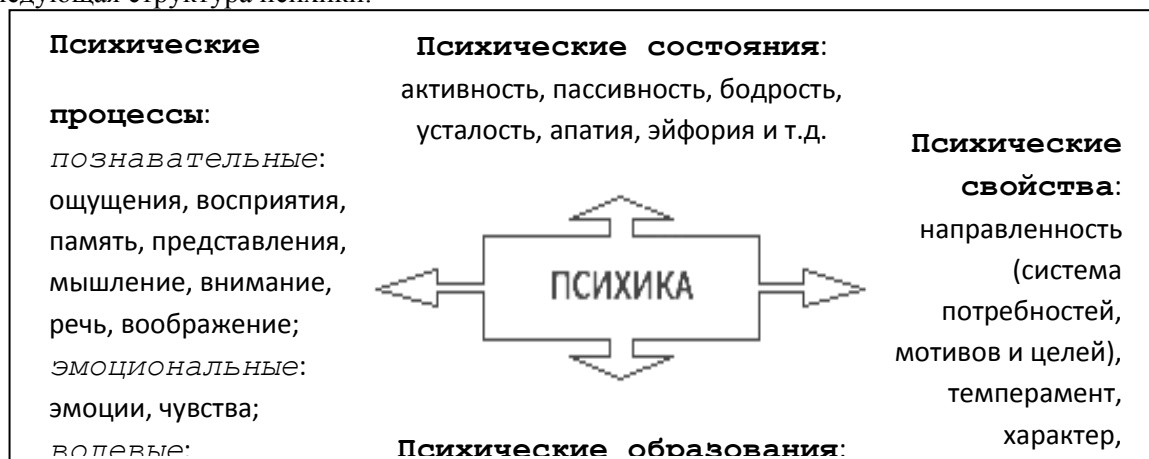 структура
Психические
процессы:
познавательные:
ощущения, восприятия,
память, представления,
мышление, внимание,
речь, воображение;
эмоциональные:
эмоции, чувства;
волевые:
Психические состояния:
активность, пассивность, бодрость,
усталость, апатия, эйфория и т.д.
ПСИХИКА
Психические образования:
Психические
свойства:
направленность
(система
потребностей,
мотивов и целей),
темперамент,
характер,